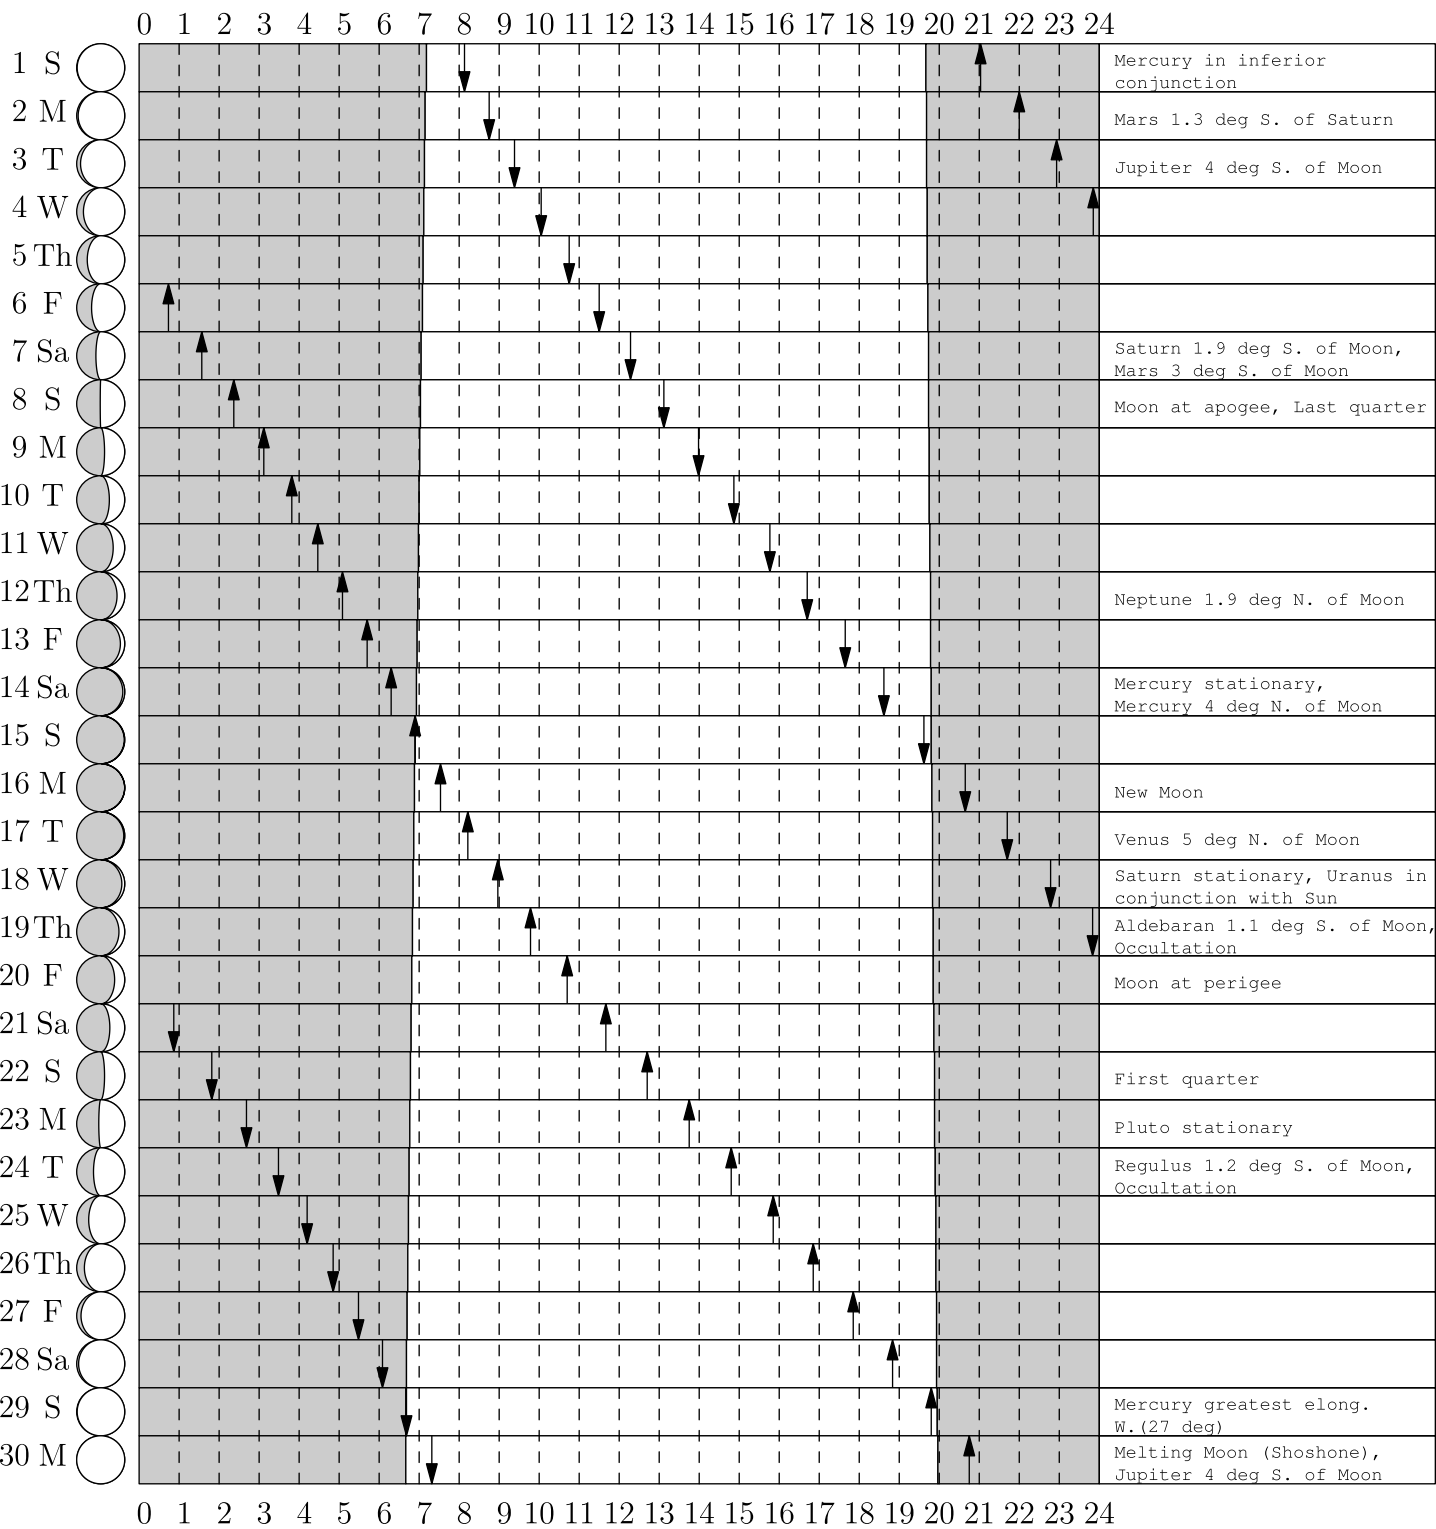 0 1 2 3 4 5 6 7 8 9 10 11 12 13 14 15 16 17 18 19 20 21 22 23 24
1 S Mercury in inferior
conjunction
2 M Mars 1.3 deg S. of Saturn
3 T Jupiter 4 deg S. of Moon
4 W
5 Th
6 F
7 Sa Saturn 1.9 deg S. of Moon,
Mars 3 deg S. of Moon
8 S Moon at apogee, Last quarter
9 M
10 T
11 W
12 Th Neptune 1.9 deg N. of Moon
13 F
14 Sa Mercury stationary,
Mercury 4 deg N. of Moon
15 S
16 M New Moon
17 T Venus 5 deg N. of Moon
18 W Saturn stationary, Uranus in
conjunction with Sun
19 Th Aldebaran 1.1 deg S. of Moon,
Occultation
20 F Moon at perigee
21 Sa
22 S First quarter
23 M Pluto stationary
24 T Regulus 1.2 deg S. of Moon,
Occultation
25 W
26 Th
27 F
28 Sa
29 S Mercury greatest elong.
W.(27 deg)
30 M Melting Moon (Shoshone),
Jupiter 4 deg S. of Moon
0 1 2 3 4 5 6 7 8 9 10 11 12 13 14 15 16 17 18 19 20 21 22 23 24